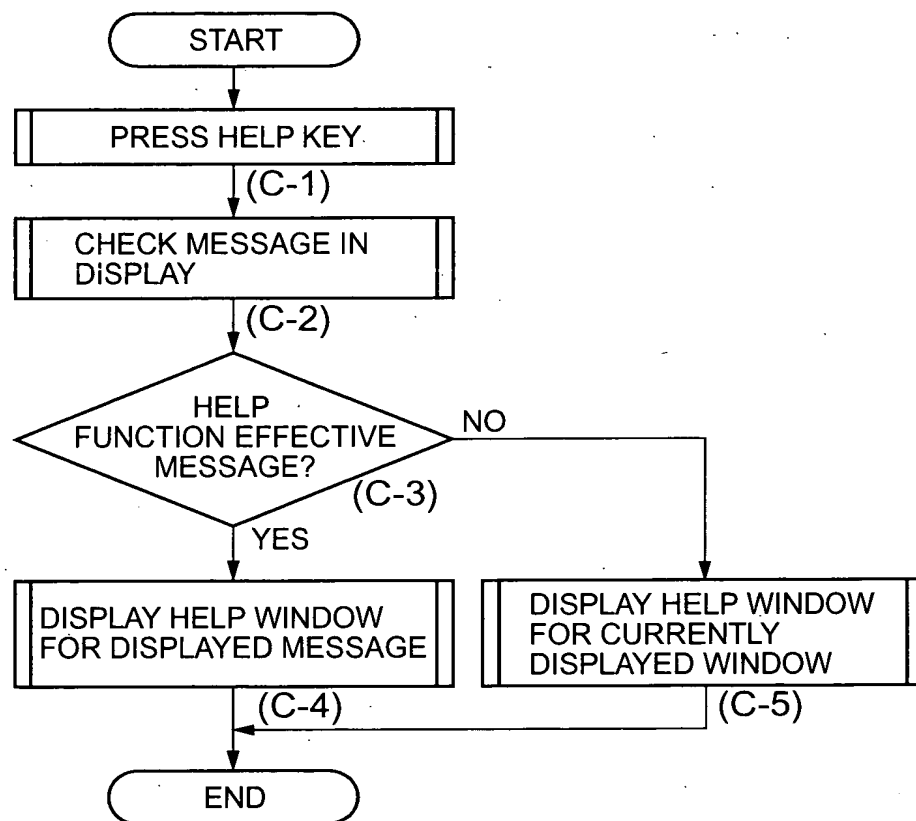 START
PRESS HELP KEY
(C-1)
CHECK MESSAGE IN
DISPLAY
(C-2)
HELP
FUNCTION EFFECTIVE
MESSAGE?
NO
(C-3)
YES
DISPLAY HELP WINDOW
FOR DISPLAYED MESSAGE
DISPLAY HELP WINDOW
FOR CURRENTLY
DISPLAYED WINDOW
(C-4)
(C-5)
END